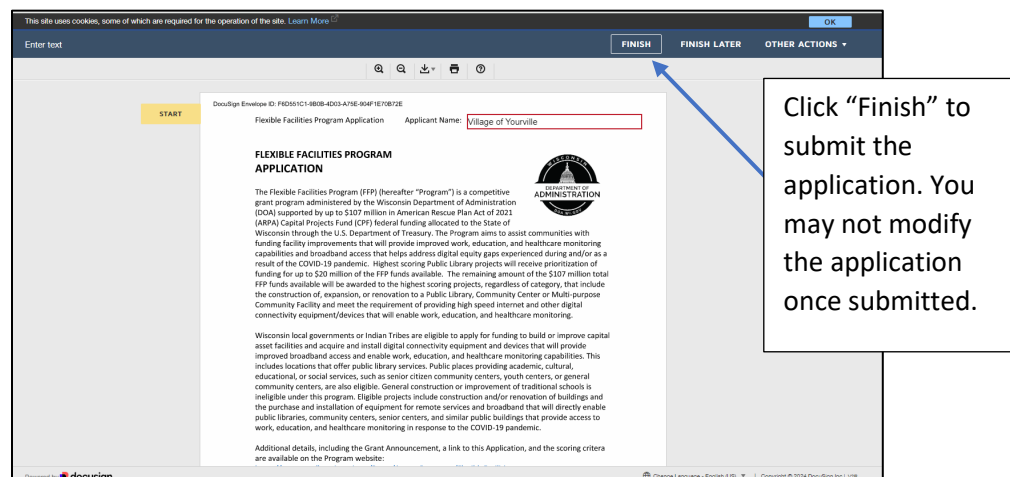 This site uses cookies, some of which are required for the operation of the site. Learn More
OK
Enter text
FINISH
FINISH LATER
OTHER ACTIONS
START
DocuSign Envelope ID: F6D551C1-9B0B-4D03-A75E-904F1E70B72E
Flexible Facilities Program Application
Applicant Name:
Village of Yourville
FLEXIBLE FACILITIES PROGRAM
APPLICATION
WISCONSIN
DEPARTMENT OF
ADMINISTRATION
The Flexible Facilities Program (FFP) (hereafter "Program") is a competitive
grant program administered by the Wisconsin Department of Administration
(DOA) supported by up to $107 million in American Rescue Plan Act of 2021
(ARPA) Capital Projects Fund (CPF) federal funding allocated to the State of
Wisconsin through the U.S. Department of Treasury. The Program aims to assist communities with
funding facility improvements that will provide improved work, education, and healthcare monitoring
capabilities and broadband access that helps address digital equity gaps experienced during and/or as a
result of the COVID-19 pandemic. Highest scoring Public Library projects will receive prioritization of
funding for up to $20 million of the FFP funds available. The remaining amount of the $107 million total
FFP funds available will be awarded to the highest scoring projects, regardless of category, that include
the construction of, expansion, or renovation to a Public Library, Community Center or Multi-purpose
Community Facility and meet the requirement of providing high speed internet and other digital
connectivity equipment/devices that will enable work, education, and healthcare monitoring.
Wisconsin local governments or Indian Tribes are eligible to apply for funding to build or improve capital
asset facilities and acquire and install digital connectivity equipment and devices that will provide
improved broadband access and enable work, education, and healthcare monitoring capabilities. This
includes locations that offer public library services. Public places providing academic, cultural,
educational, or social services, such as senior citizen community centers, youth centers, or general
community centers, are also eligible. General construction or improvement of traditional schools is
ineligible under this program. Eligible projects include construction and/or renovation of buildings and
the purchase and installation of equipment for remote services and broadband that will directly enable
public libraries, community centers, senior centers, and similar public buildings that provide access to
work, education, and healthcare monitoring in response to the COVID-19 pandemic.
Additional details, including the Grant Announcement, a link to this Application, and the scoring critera
are available on the Program website:
Powered by docusign
Change Language - English (US)
Copyright © 2024 DocuSign Inc.
Click "Finish" to
submit the
application. You
may not modify
the application
once submitted.